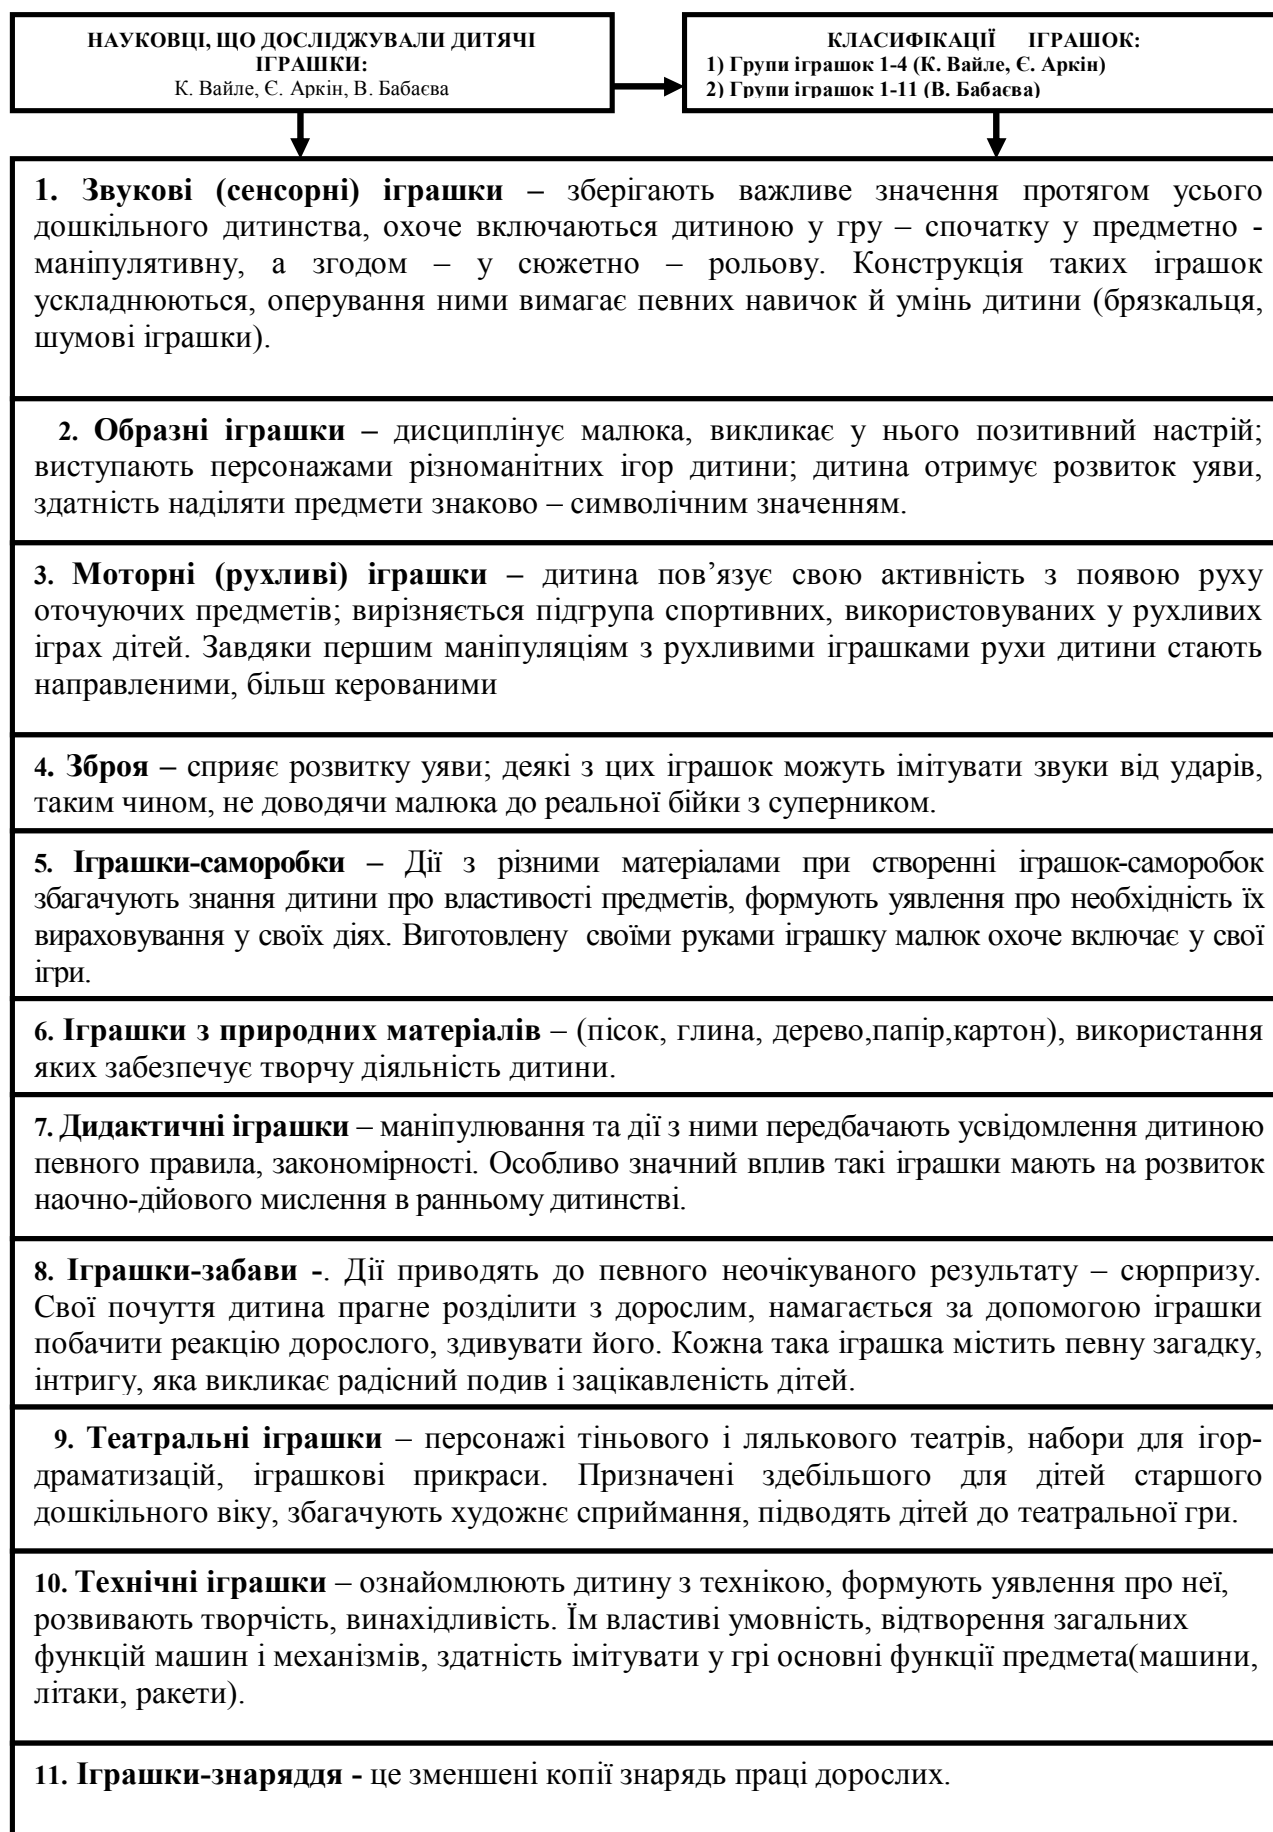 НАУКОВЦІ, ЩО ДОСЛІДЖУВАЛИ ДИТЯЧІ
ІГРАШКИ:
К. Вайле, Є. Аркін, В. Бабаєва
КЛАСИФІКАЦІЇ ІГРАШОК:
1) Групи іграшок 1-4 (К. Вайле, Є. Аркін)
2) Групи іграшок 1-11 (В. Бабаєва)
1. Звукові (сенсорні) іграшки – зберігають важливе значення протягом усього
дошкільного дитинства, охоче включаються дитиною у гру – спочатку у предметно -
маніпулятивну, а згодом – у сюжетно – рольову. Конструкція таких іграшок
ускладнюються, оперування ними вимагає певних навичок й умінь дитини (брязкальця,
шумові іграшки).
2. Образні іграшки – дисциплінує малюка, викликає у нього позитивний настрій;
виступають персонажами різноманітних ігор дитини; дитина отримує розвиток уяви,
здатність наділяти предмети знаково – символічним значенням.
3. Моторні (рухливі) іграшки – дитина пов’язує свою активність з появою руху
оточуючих предметів; вирізняється підгрупа спортивних, використовуваних у рухливих
іграх дітей. Завдяки першим маніпуляціям з рухливими іграшками рухи дитини стають
направленими, більш керованими
4. Зброя – сприяє розвитку уяви; деякі з цих іграшок можуть імітувати звуки від ударів,
таким чином, не доводячи малюка до реальної бійки з суперником.
5. Іграшки-саморобки – Дії з різними матеріалами при створенні іграшок-саморобок
збагачують знання дитини про властивості предметів, формують уявлення про необхідність їх
вираховування у своїх діях. Виготовлену своїми руками іграшку малюк охоче включає у свої
ігри.
6. Іграшки з природних матеріалів – (пісок, глина, дерево,папір,картон), використання
яких забезпечує творчу діяльність дитини.
7. Дидактичні іграшки – маніпулювання та дії з ними передбачають усвідомлення дитиною
певного правила, закономірності. Особливо значний вплив такі іграшки мають на розвиток
наочно-дійового мислення в ранньому дитинстві.
8. Іграшки-забави -. Дії приводять до певного неочікуваного результату – сюрпризу.
Свої почуття дитина прагне розділити з дорослим, намагається за допомогою іграшки
побачити реакцію дорослого, здивувати його. Кожна така іграшка містить певну загадку,
інтригу, яка викликає радісний подив і зацікавленість дітей.
9. Театральні іграшки – персонажі тіньового і лялькового театрів, набори для ігор-
драматизацій, іграшкові прикраси. Призначені здебільшого для дітей старшого
дошкільного віку, збагачують художнє сприймання, підводять дітей до театральної гри.
10. Технічні іграшки – ознайомлюють дитину з технікою, формують уявлення про неї,
розвивають творчість, винахідливість. Їм властиві умовність, відтворення загальних
функцій машин і механізмів, здатність імітувати у грі основні функції предмета(машини,
літаки, ракети).
11. Іграшки-знаряддя - це зменшені копії знарядь праці дорослих.